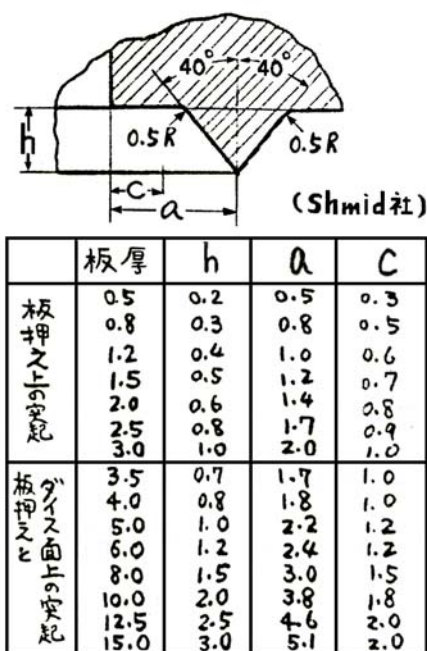 40° 40°
h
0.5R 0.5R
c
a
(Shmid社)
板厚 h a c
板押え上の突起
0.5 0.2 0.5 0.3
0.8 0.3 0.8 0.5
1.2 0.4 1.0 0.6
1.5 0.5 1.2 0.7
2.0 0.6 1.4 0.8
2.5 0.8 1.7 0.9
3.0 1.0 2.0 1.0
板押えと
ダイス面上の突起
3.5 0.7 1.7 1.0
4.0 0.8 1.8 1.0
5.0 1.0 2.2 1.2
6.0 1.2 2.4 1.2
8.0 1.5 3.0 1.5
10.0 2.0 3.8 1.8
12.5 2.5 4.6 2.0
15.0 3.0 5.1 2.0